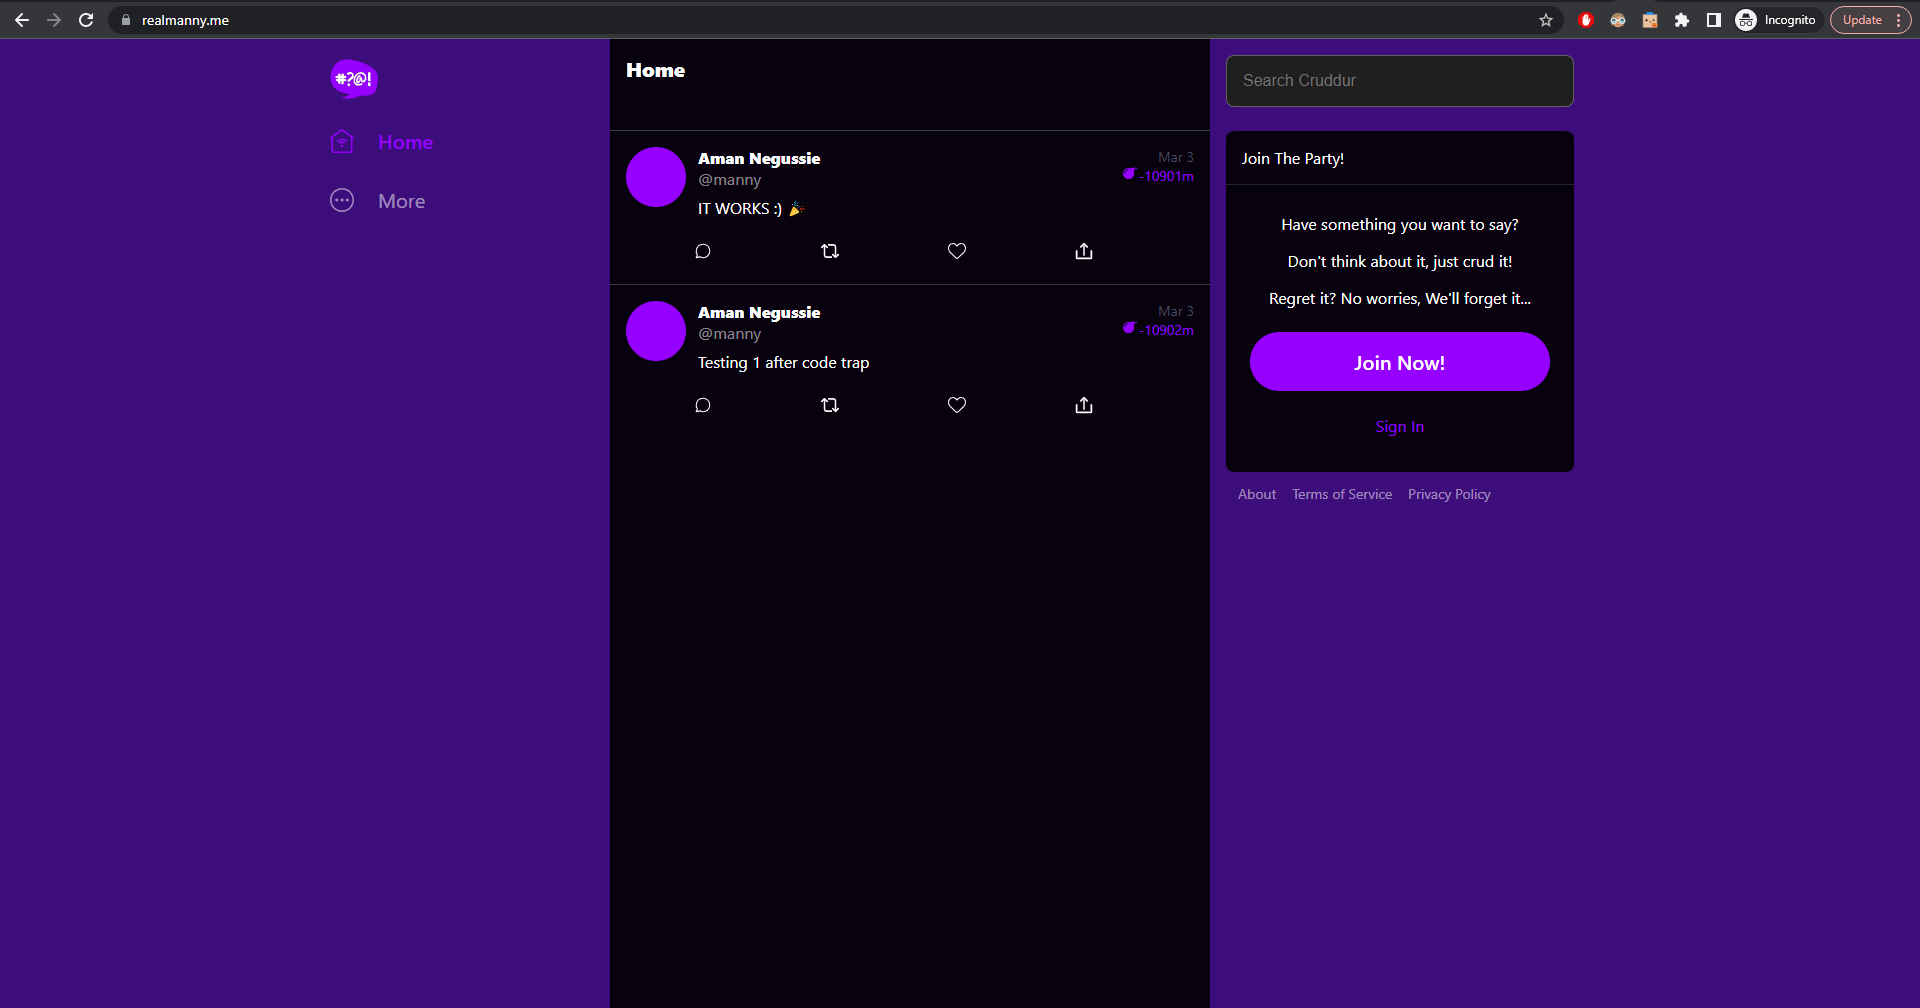 realmanny.me
Incognito
Update
#?@!
Home
More
Home
Aman Negussie
@manny
Mar 3
-10901m
IT WORKS :) 🎉
Aman Negussie
@manny
Mar 3
-10902m
Testing 1 after code trap
Search Cruddur
Join The Party!
Have something you want to say?
Don't think about it, just crud it!
Regret it? No worries, We'll forget it...
Join Now!
Sign In
About Terms of Service Privacy Policy